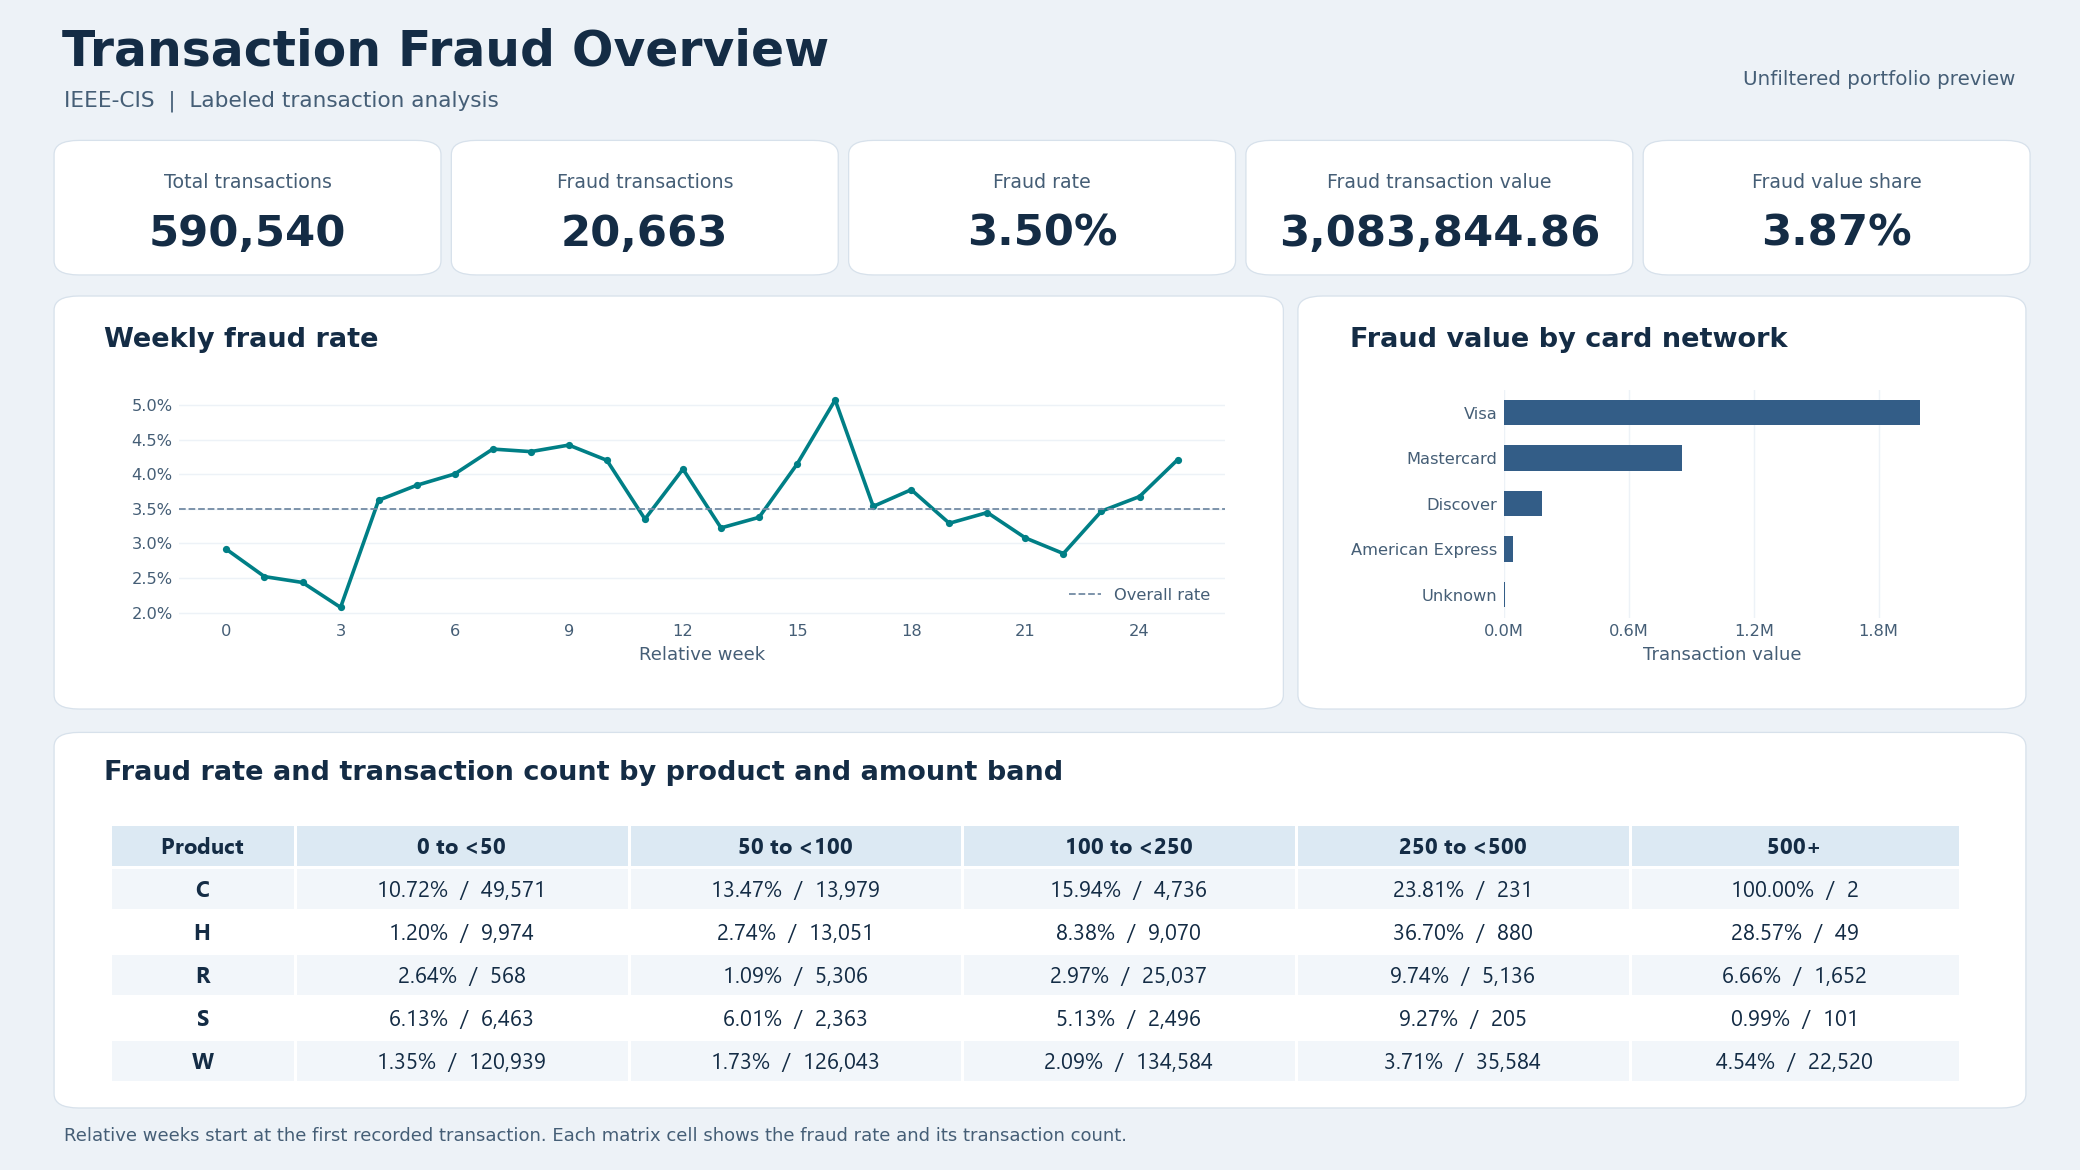 Transaction Fraud Overview
IEEE-CIS | Labeled transaction analysis
Unfiltered portfolio preview
Total transactions
590,540
Fraud transactions
20,663
Fraud rate
3.50%
Fraud transaction value
3,083,844.86
Fraud value share
3.87%
Weekly fraud rate
5.0%
4.5%
4.0%
3.5%
3.0%
2.5%
2.0%
Overall rate
0 3 6 9 12 15 18 21 24
Relative week
Fraud value by card network
Visa
Mastercard
Discover
American Express
Unknown
0.0M 0.6M 1.2M 1.8M
Transaction value
Fraud rate and transaction count by product and amount band
Product 0 to <50 50 to <100 100 to <250 250 to <500 500+
C 10.72% / 49,571 13.47% / 13,979 15.94% / 4,736 23.81% / 231 100.00% / 2
H 1.20% / 9,974 2.74% / 13,051 8.38% / 9,070 36.70% / 880 28.57% / 49
R 2.64% / 568 1.09% / 5,306 2.97% / 25,037 9.74% / 5,136 6.66% / 1,652
S 6.13% / 6,463 6.01% / 2,363 5.13% / 2,496 9.27% / 205 0.99% / 101
W 1.35% / 120,939 1.73% / 126,043 2.09% / 134,584 3.71% / 35,584 4.54% / 22,520
Relative weeks start at the first recorded transaction. Each matrix cell shows the fraud rate and its transaction count.